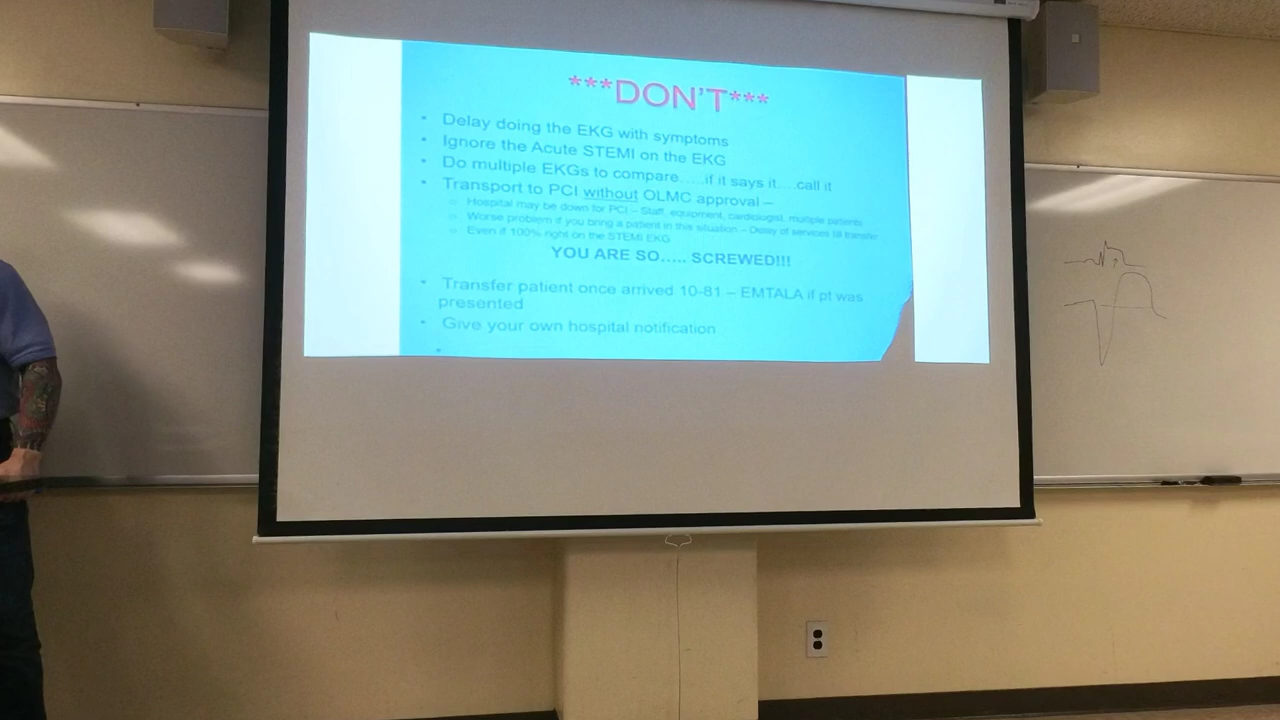 ***DON'T***
• Delay doing the EKG with symptoms
• Ignore the Acute STEMI on the EKG
• Do multiple EKGs to compare.....if it says it....call it
• Transport to PCI without OLMC approval –
o Hospital may be down for PCI – Staff, equipment, cardiologist, multiple patients
o Worse problem if you bring a patient in this situation – Delay of services till transfer
o Even if 100% right on the STEMI EKG
YOU ARE SO..... SCREWED!!!
• Transfer patient once arrived 10-81 – EMTALA if pt was
presented
• Give your own hospital notification